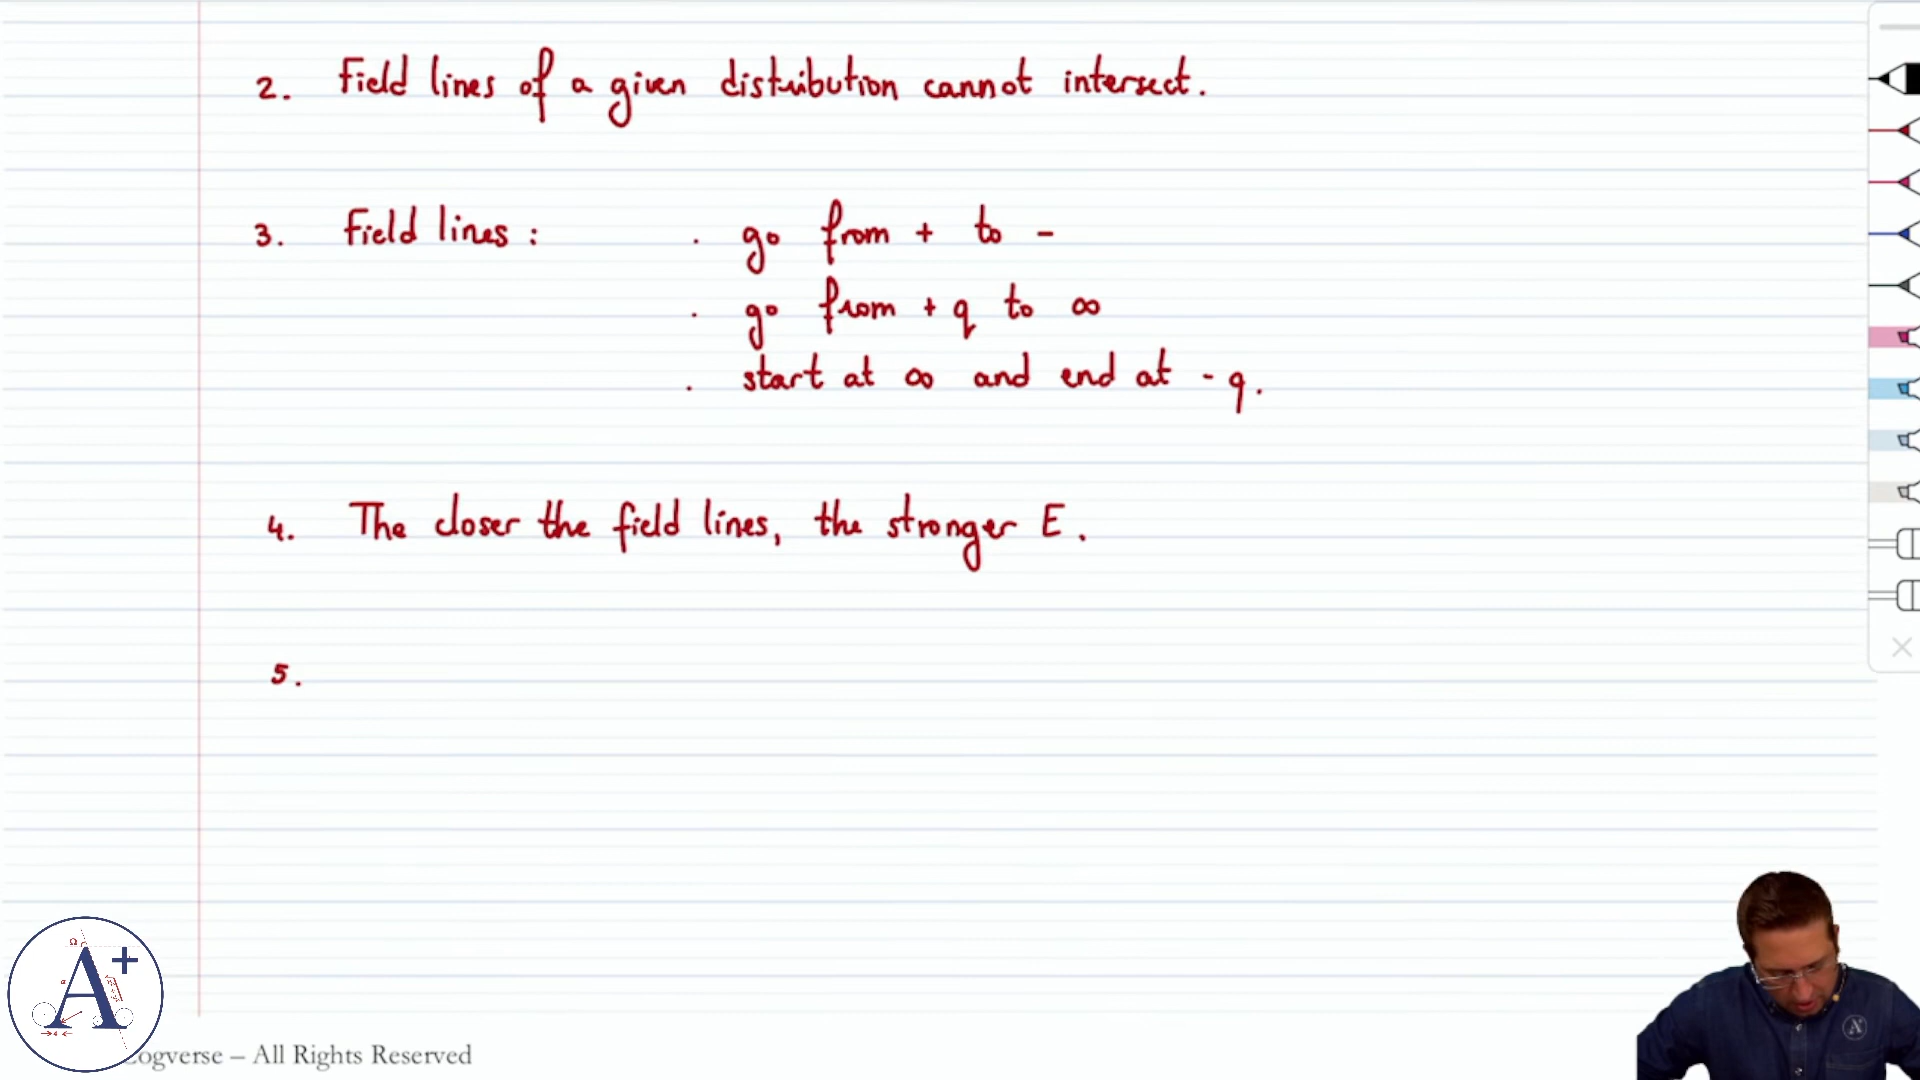 2. Field lines of a given distribution cannot intersect.
3. Field lines : . go from + to -
. go from + q to ∞
. start at ∞ and end at - q.
4. The closer the field lines, the stronger E.
5.
A+
Cogverse – All Rights Reserved